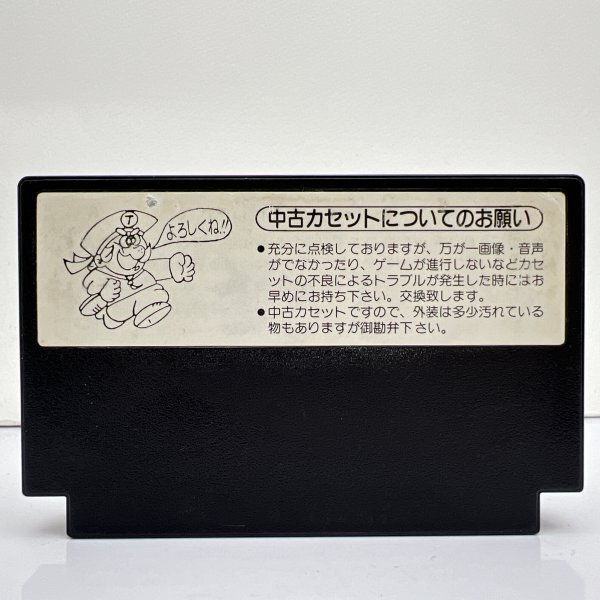 T
よろしくね!!
中古カセットについてのお願い
●充分に点検しておりますが、万が一画像・音声
がでなかったり、ゲームが進行しないなどカセ
ットの不良によるトラブルが発生した時にはお
早めにお持ち下さい。交換致します。
●中古カセットですので、外装は多少汚れている
物もありますが御勘弁下さい。